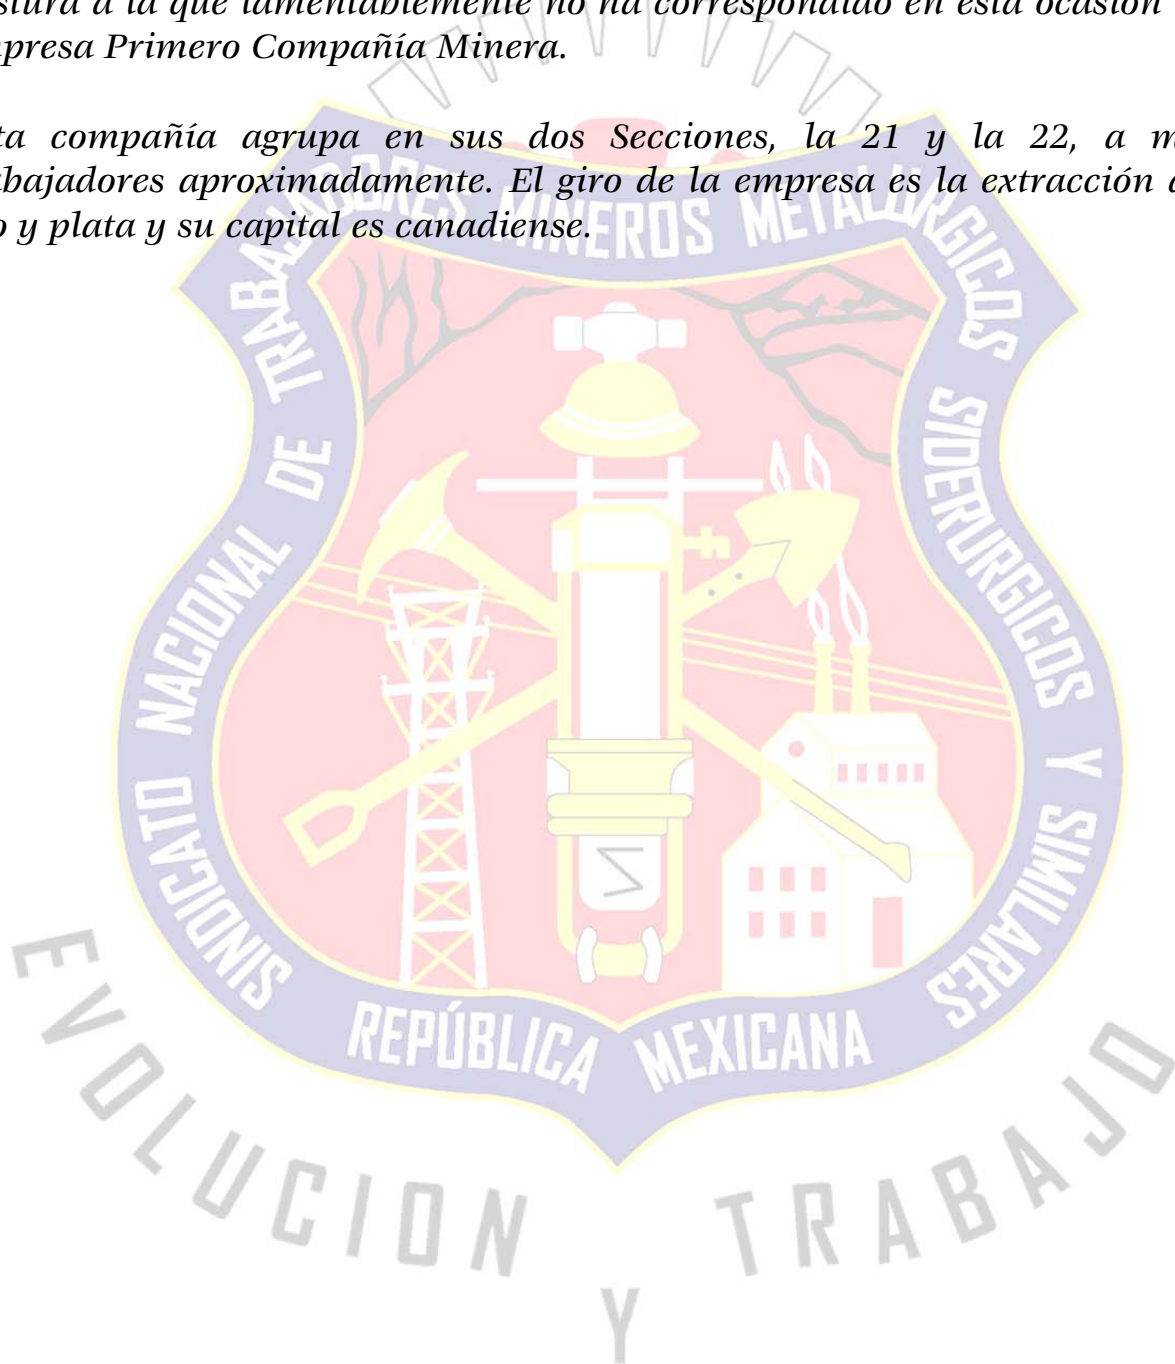 stura a la que lamentablemente no ha correspondido en esta ocasión
presa Primero Compañía Minera.
ta compañía agrupa en sus dos Secciones, la 21 y la 22, a m
abajadores aproximadamente. El giro de la empresa es la extracción
o y plata y su capital es canadiense.
SINDICATO NACIONAL DE TRABAJADORES MINEROS METALÚRGICOS SIDERÚRGICOS Y SIMILARES
REPÚBLICA MEXICANA
EVOLUCION Y TRABAJO